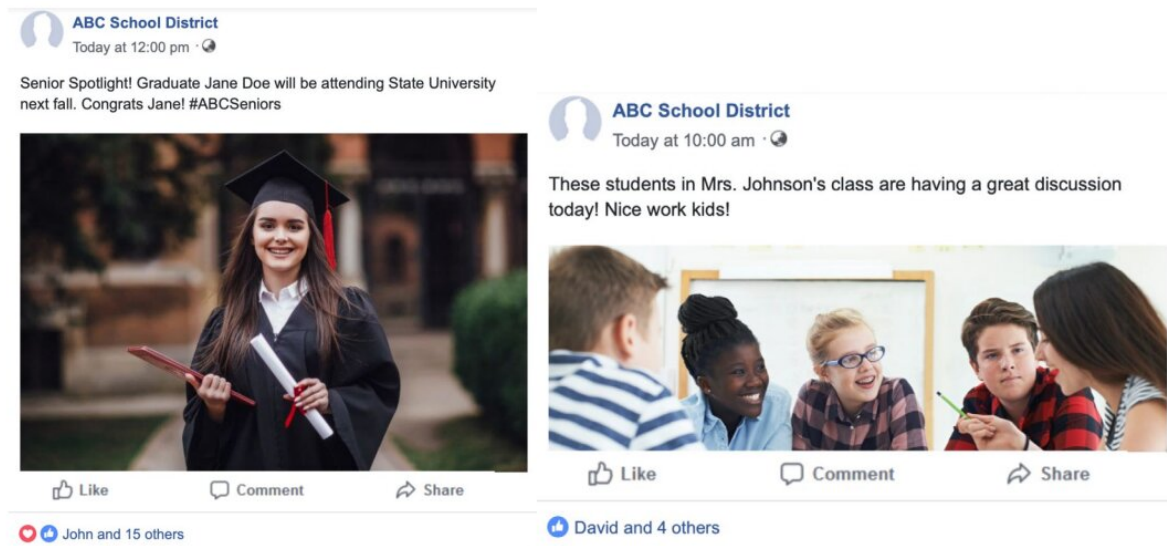 ABC School District
Today at 12:00 pm ·
Senior Spotlight! Graduate Jane Doe will be attending State University
next fall. Congrats Jane! #ABCSeniors
Like Comment Share
John and 15 others
ABC School District
Today at 10:00 am ·
These students in Mrs. Johnson's class are having a great discussion
today! Nice work kids!
Like Comment Share
David and 4 others